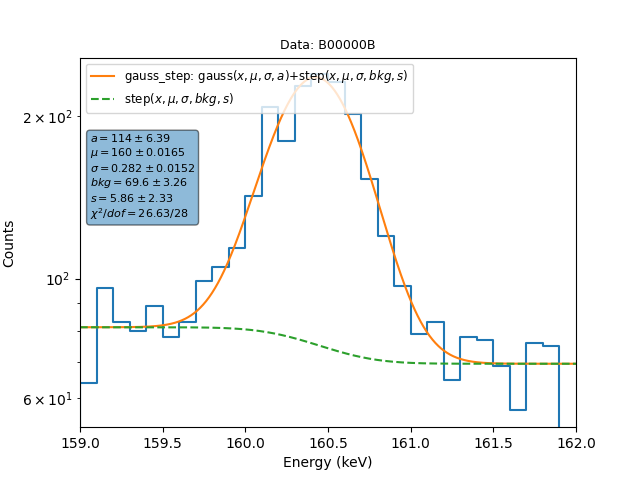 Data: B00000B
gauss_step: gauss(x, μ, σ, a)+step(x, μ, σ, bkg, s)
step(x, μ, σ, bkg, s)
2 × 10²
a = 114 ± 6.39
μ = 160 ± 0.0165
σ = 0.282 ± 0.0152
bkg = 69.6 ± 3.26
s = 5.86 ± 2.33
χ²/dof = 26.63/28
Counts
10²
6 × 10¹
159.0 159.5 160.0 160.5 161.0 161.5 162.0
Energy (keV)